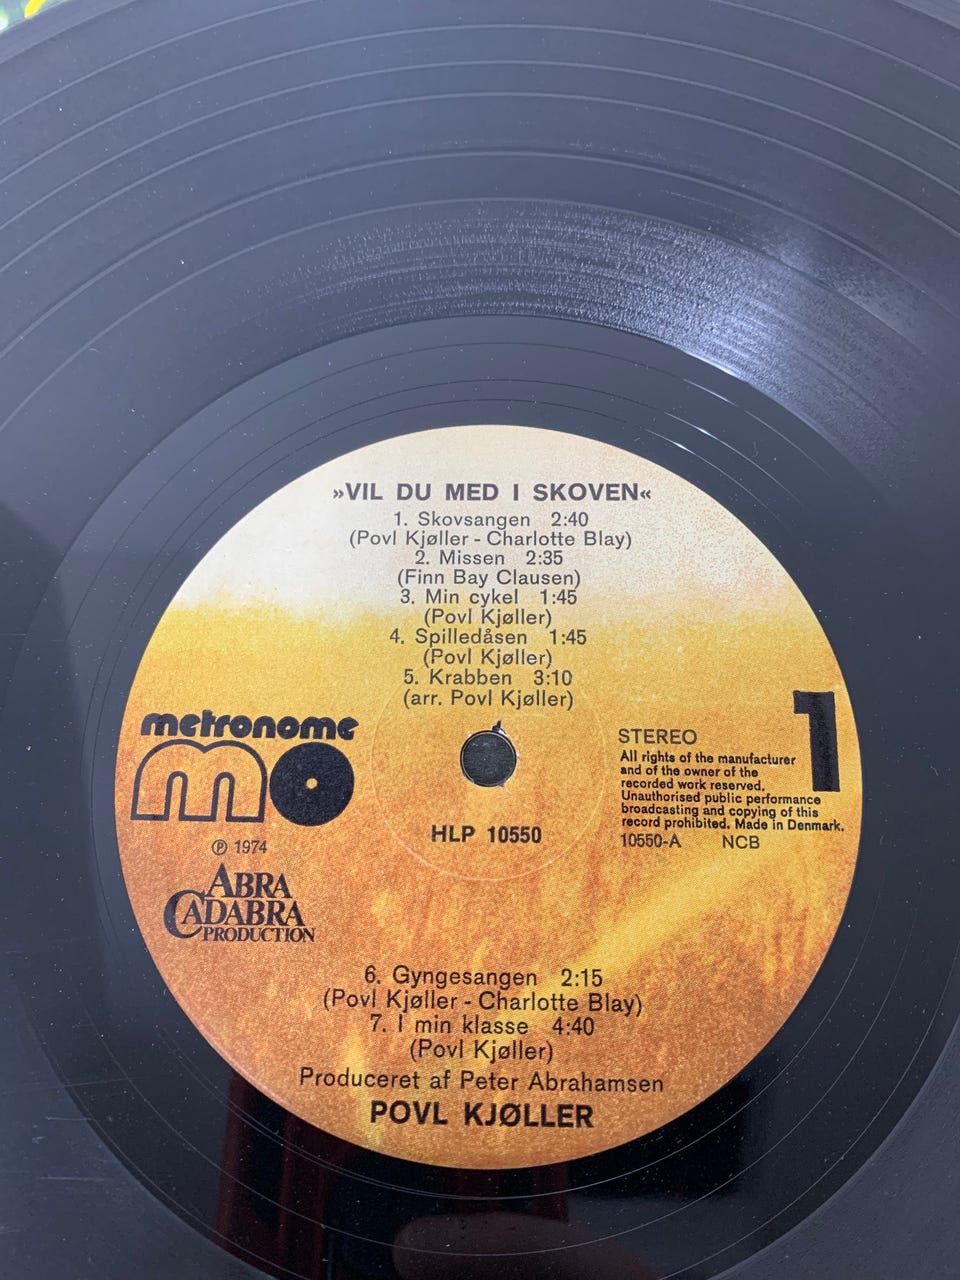 »VIL DU MED I SKOVEN«
1. Skovsangen 2:40
(Povl Kjøller - Charlotte Blay)
2. Missen 2:35
(Finn Bay Clausen)
3. Min cykel 1:45
(Povl Kjøller)
4. Spilledåsen 1:45
(Povl Kjøller)
5. Krabben 3:10
(arr. Povl Kjøller)
metronome
mo
℗ 1974
ABRA
CADABRA
PRODUCTION
HLP 10550
1
STEREO
All rights of the manufacturer
and of the owner of the
recorded work reserved.
Unauthorised public performance
broadcasting and copying of this
record prohibited. Made in Denmark.
10550-A NCB
6. Gyngesangen 2:15
(Povl Kjøller - Charlotte Blay)
7. I min klasse 4:40
(Povl Kjøller)
Produceret af Peter Abrahamsen
POVL KJØLLER